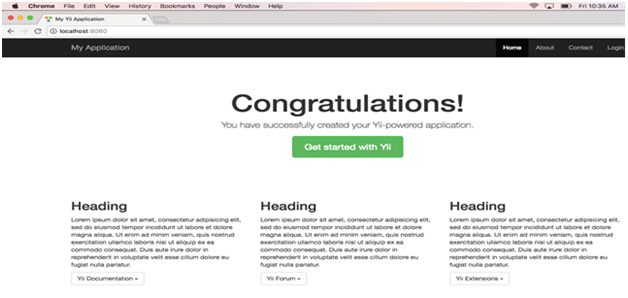 Chrome File Edit View History Bookmarks People Window Help Fri 10:35 AM
My Yii Application
localhost:8080
My Application Home About Contact Login
Congratulations!
You have successfully created your Yii-powered application.
Get started with Yii
Heading
Lorem ipsum dolor sit amet, consectetur adipisicing elit,
sed do eiusmod tempor incididunt ut labore et dolore
magna aliqua. Ut enim ad minim veniam, quis nostrud
exercitation ullamco laboris nisi ut aliquip ex ea
commodo consequat. Duis aute irure dolor in
reprehenderit in voluptate velit esse cillum dolore eu
fugiat nulla pariatur.
Yii Documentation »
Heading
Lorem ipsum dolor sit amet, consectetur adipisicing elit,
sed do eiusmod tempor incididunt ut labore et dolore
magna aliqua. Ut enim ad minim veniam, quis nostrud
exercitation ullamco laboris nisi ut aliquip ex ea
commodo consequat. Duis aute irure dolor in
reprehenderit in voluptate velit esse cillum dolore eu
fugiat nulla pariatur.
Yii Forum »
Heading
Lorem ipsum dolor sit amet, consectetur adipisicing elit,
sed do eiusmod tempor incididunt ut labore et dolore
magna aliqua. Ut enim ad minim veniam, quis nostrud
exercitation ullamco laboris nisi ut aliquip ex ea
commodo consequat. Duis aute irure dolor in
reprehenderit in voluptate velit esse cillum dolore eu
fugiat nulla pariatur.
Yii Extensions »